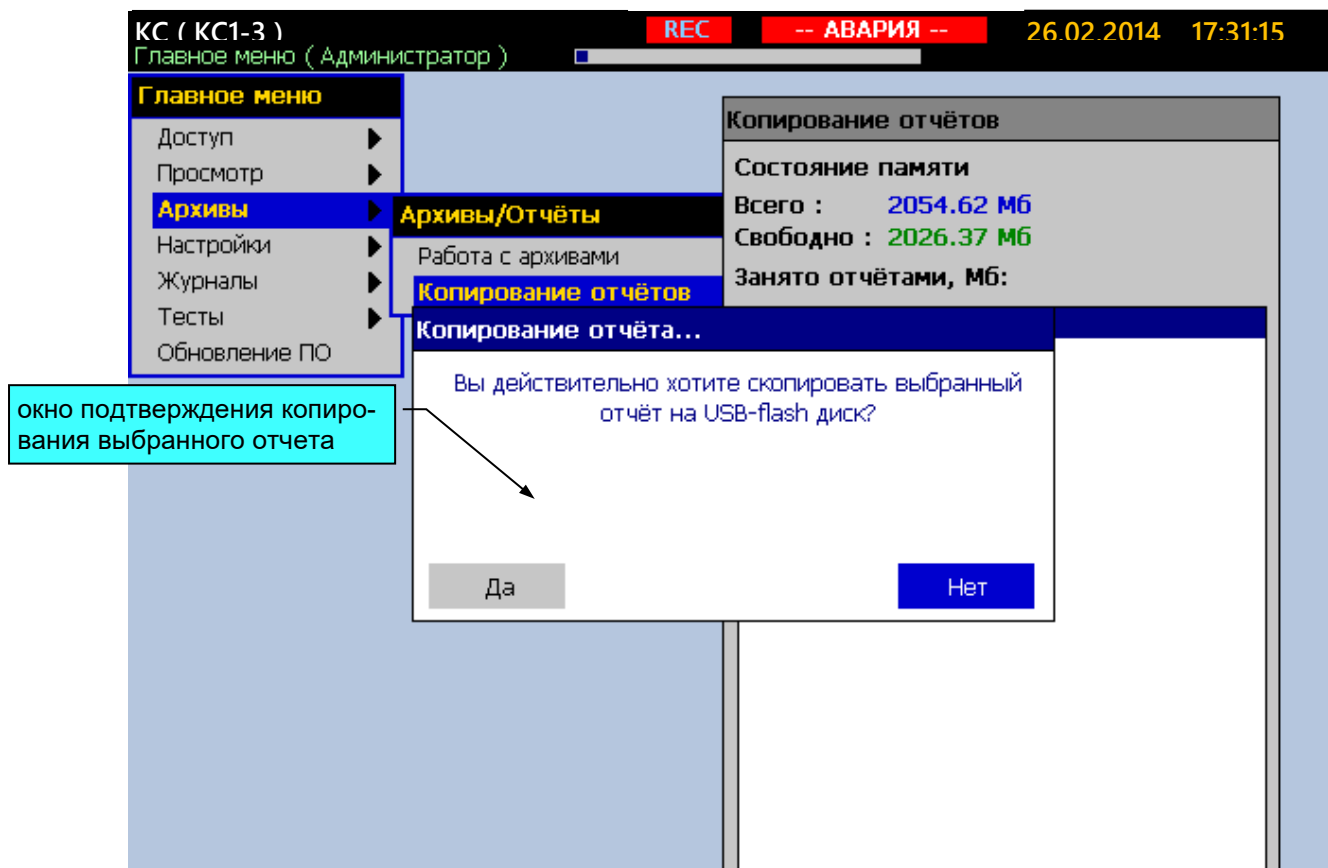 КС ( КС1-3 ) REC -- АВАРИЯ -- 26.02.2014 17:31:15
Главное меню ( Администратор )
Главное меню
Доступ
Просмотр
Архивы
Настройки
Журналы
Тесты
Обновление ПО
Архивы/Отчёты
Работа с архивами
Копирование отчётов
Копирование отчётов
Состояние памяти
Всего : 2054.62 Мб
Свободно : 2026.37 Мб
Занято отчётами, Мб:
Копирование отчёта...
Вы действительно хотите скопировать выбранный
отчёт на USB-flash диск?
Да Нет
окно подтверждения копиро-
вания выбранного отчета